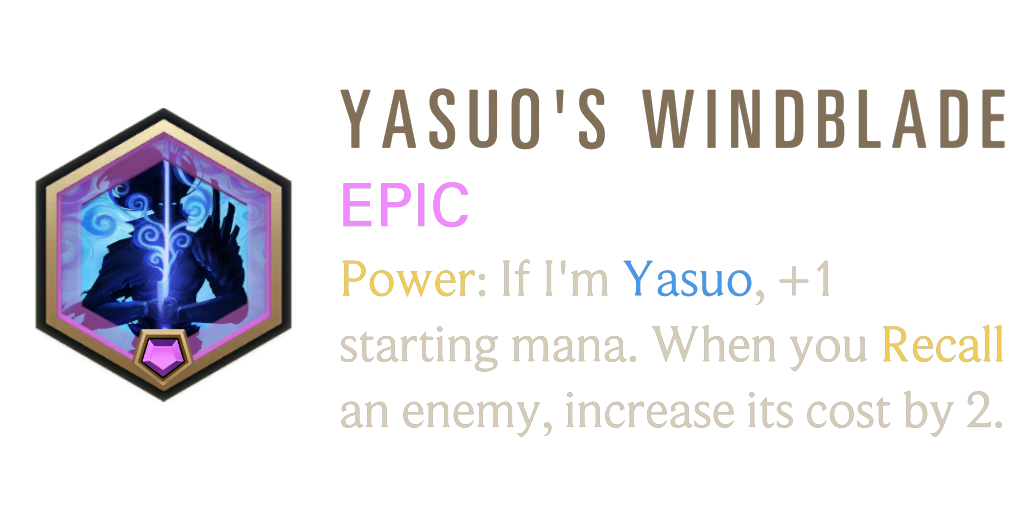 YASUO'S WINDBLADE
EPIC
Power: If I'm Yasuo, +1
starting mana. When you Recall
an enemy, increase its cost by 2.